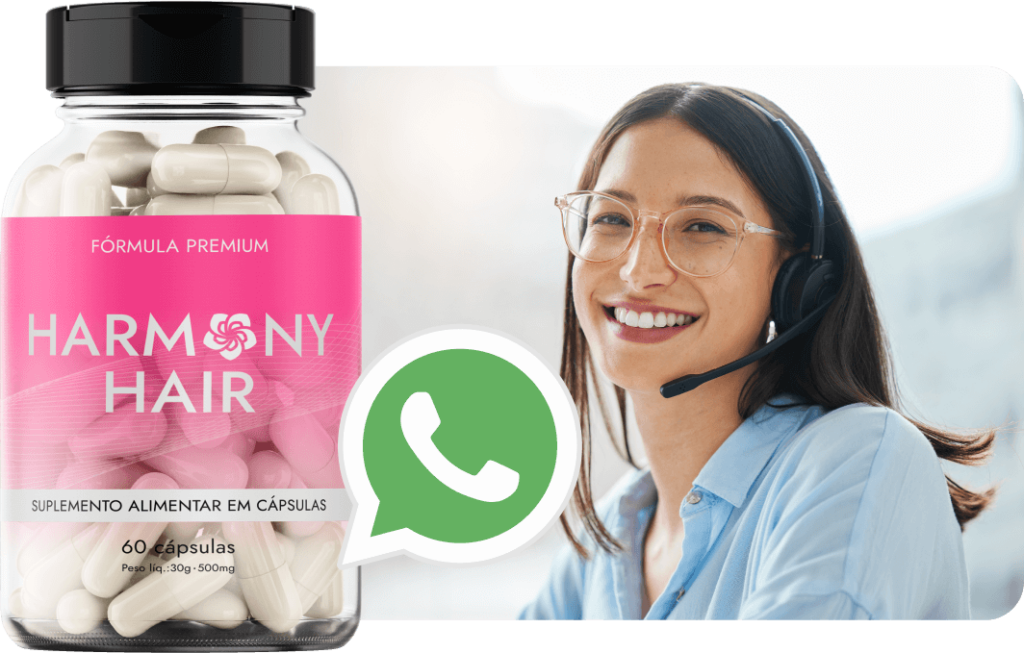 FÓRMULA PREMIUM
HARMONY
HAIR
SUPLEMENTO ALIMENTAR EM CÁPSULAS
60 cápsulas
Peso líq.:30g-500mg